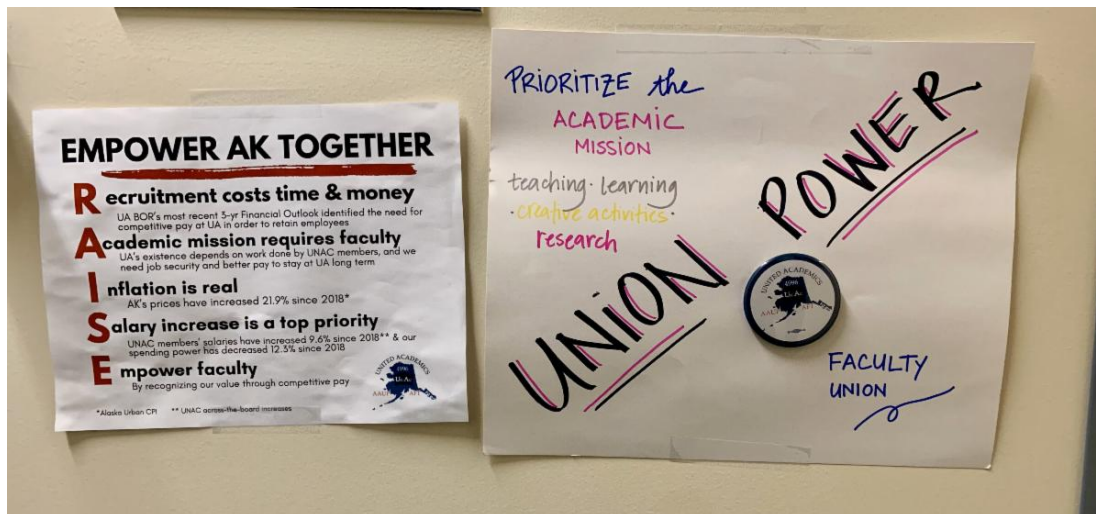 EMPOWER AK TOGETHER
Recruitment costs time & money
UA BOR's most recent 5-yr Financial Outlook identified the need for
competitive pay at UA in order to retain employees
Academic mission requires faculty
UA's existence depends on work done by UNAC members, and we
need job security and better pay to stay at UA long term
Inflation is real
AK's prices have increased 21.9% since 2018*
Salary increase is a top priority
UNAC members' salaries have increased 9.6% since 2018** & our
spending power has decreased 12.3% since 2018
Empower faculty
By recognizing our value through competitive pay
*Alaska Urban CPI ** UNAC across-the-board increases
UNITED ACADEMICS
AAUP AFT
PRIORITIZE the
ACADEMIC
MISSION
teaching · learning
· creative activities ·
research
UNION POWER
UNITED ACADEMICS
4996
AAUP AFT
FACULTY
UNION